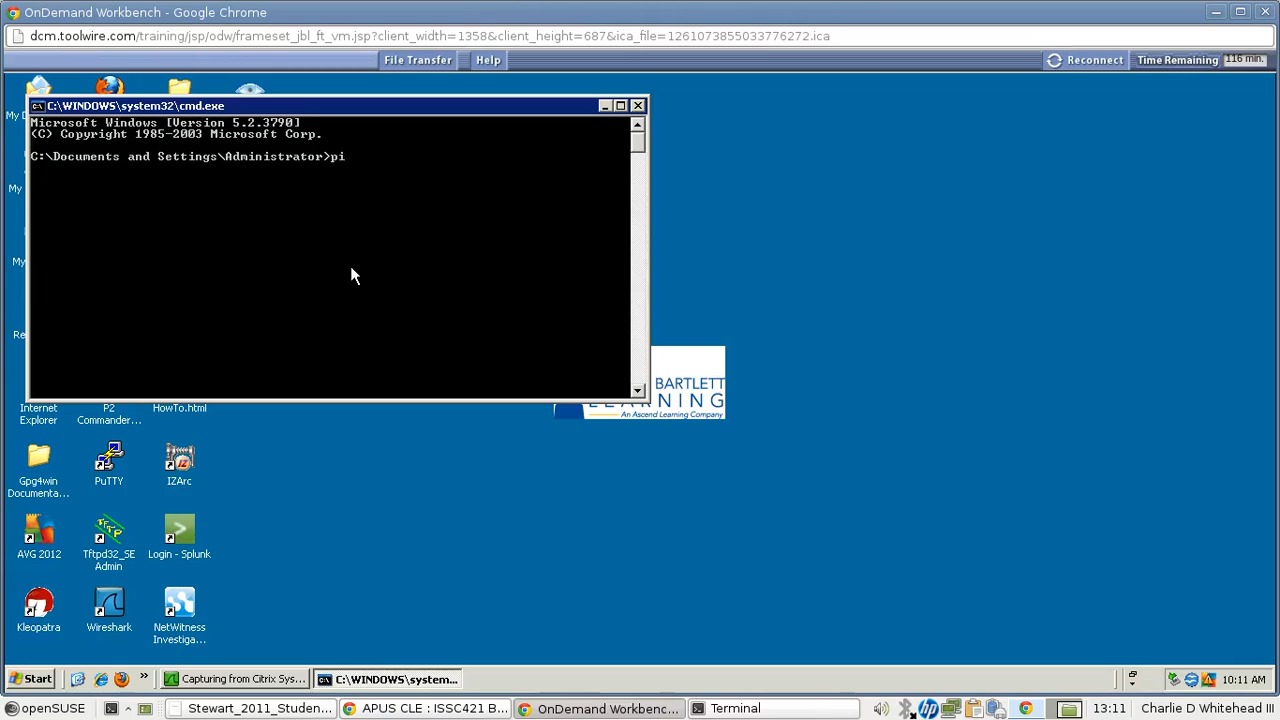 OnDemand Workbench - Google Chrome
dcm.toolwire.com/training/jsp/odw/frameset_jbl_ft_vm.jsp?client_width=1358&client_height=687&ica_file=1261073855033776272.ica
File Transfer
Help
Reconnect
Time Remaining
116 min.
My D
C:\WINDOWS\system32\cmd.exe
Microsoft Windows [Version 5.2.3790]
(C) Copyright 1985-2003 Microsoft Corp.
C:\Documents and Settings\Administrator>pi
My
My
Re
BARTLETT
LEARNING
An Ascend Learning Company
Internet
Explorer
P2
Commander...
HowTo.html
Gpg4win
Documenta...
PuTTY
IZArc
AVG 2012
Tftpd32_SE
Admin
Login - Splunk
Kleopatra
Wireshark
NetWitness
Investiga...
Start
Capturing from Citrix Sys...
C:\WINDOWS\system...
10:11 AM
openSUSE
Stewart_2011_Studen...
APUS CLE : ISSC421 B...
OnDemand Workbenc...
Terminal
13:11
Charlie D Whitehead III